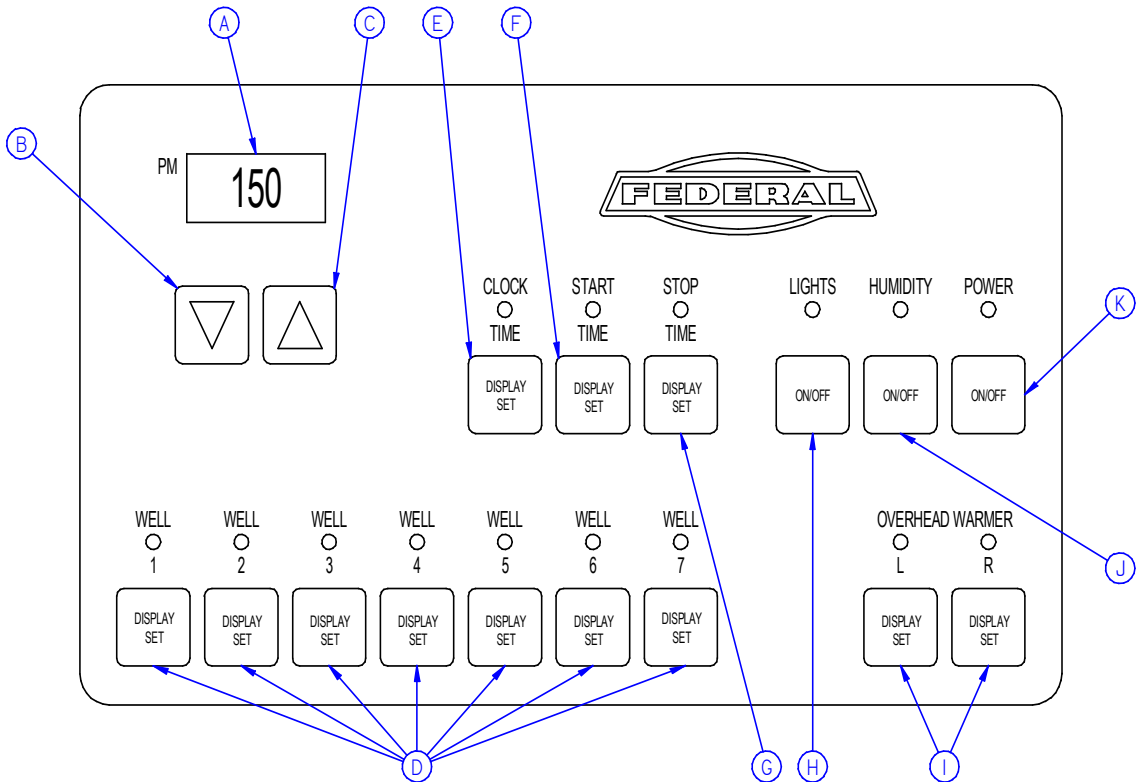 A C E F
B
PM 150
FEDERAL
CLOCK START STOP LIGHTS HUMIDITY POWER
K
TIME TIME TIME
DISPLAY DISPLAY DISPLAY ON/OFF ON/OFF ON/OFF
SET SET SET
WELL WELL WELL WELL WELL WELL WELL OVERHEAD WARMER
1 2 3 4 5 6 7 L R
J
DISPLAY DISPLAY DISPLAY DISPLAY DISPLAY DISPLAY DISPLAY DISPLAY DISPLAY
SET SET SET SET SET SET SET SET SET
D G H I